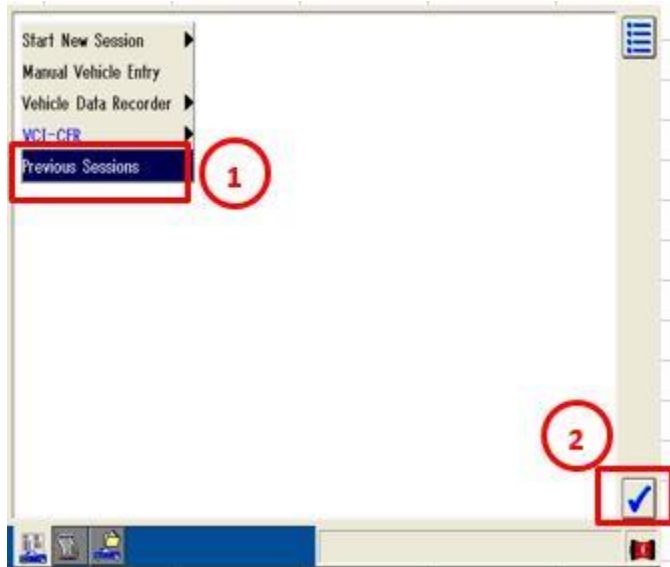 Start New Session
Manual Vehicle Entry
Vehicle Data Recorder
VCI-CFR
Previous Sessions
1
2